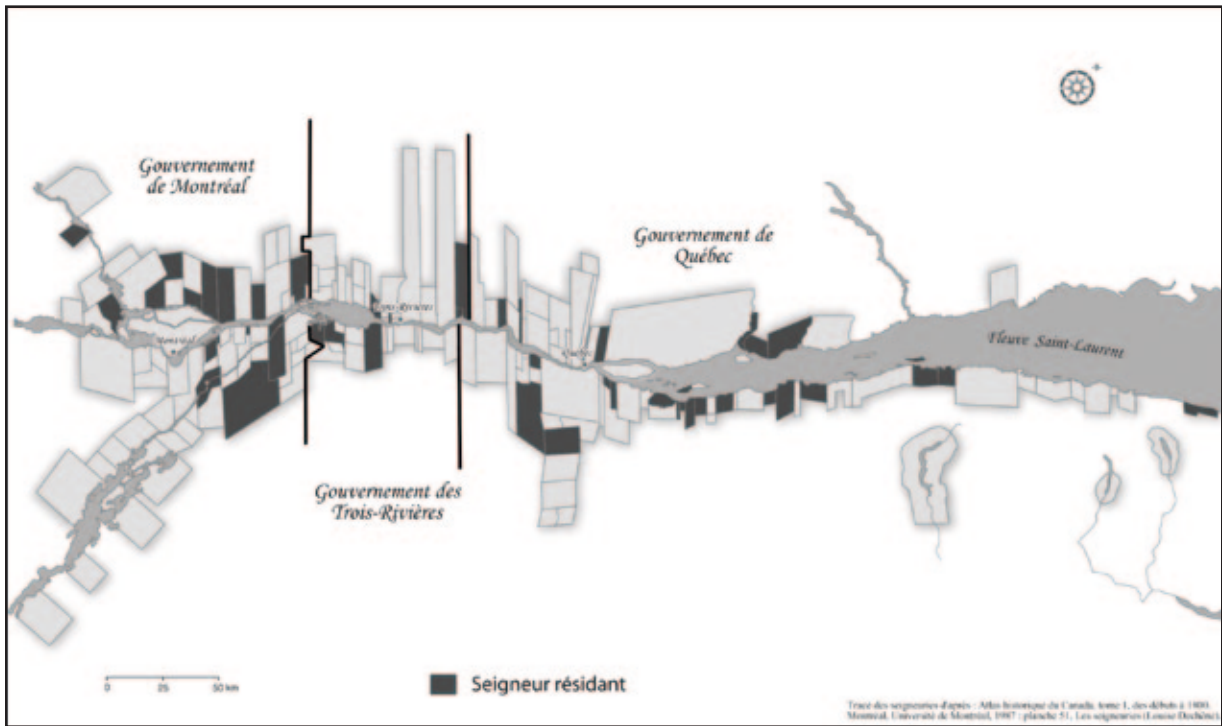 Gouvernement
de Montréal
Gouvernement de
Québec
Trois-Rivières
Montréal
Québec
Fleuve Saint-Laurent
Gouvernement des
Trois-Rivières
0 25 50 km
Seigneur résidant
Tracé des seigneuries d'après : Atlas historique du Canada, tome 1, des débuts à 1800.
Montréal, Université de Montréal, 1987 : planche 51, Les seigneuries (Louise Dechêne).